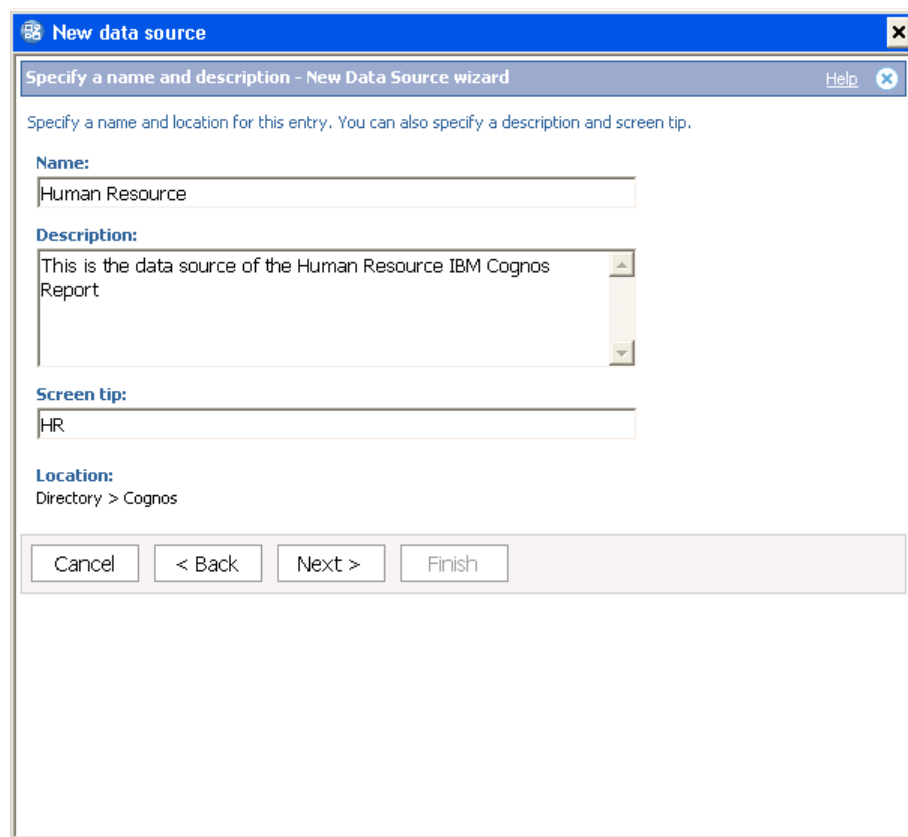 New data source
Specify a name and description - New Data Source wizard Help
Specify a name and location for this entry. You can also specify a description and screen tip.
Name:
Human Resource
Description:
This is the data source of the Human Resource IBM Cognos
Report
Screen tip:
HR
Location:
Directory > Cognos
Cancel < Back Next > Finish